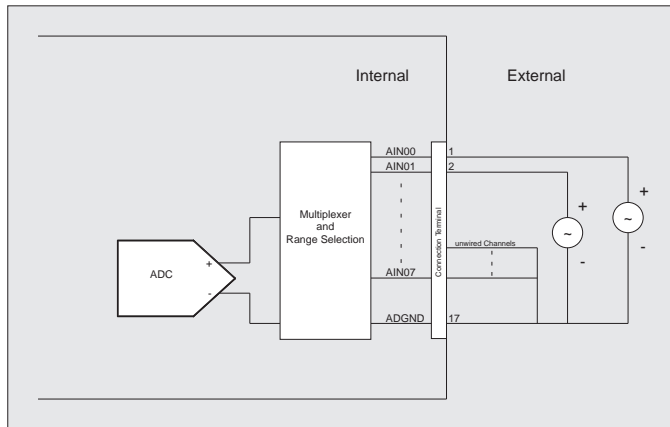 Internal
External
AIN00
1
AIN01
2
Multiplexer
and
Range Selection
Connection Terminal
+
~
-
+
~
-
unwired Channels
ADC
+
-
AIN07
ADGND
17